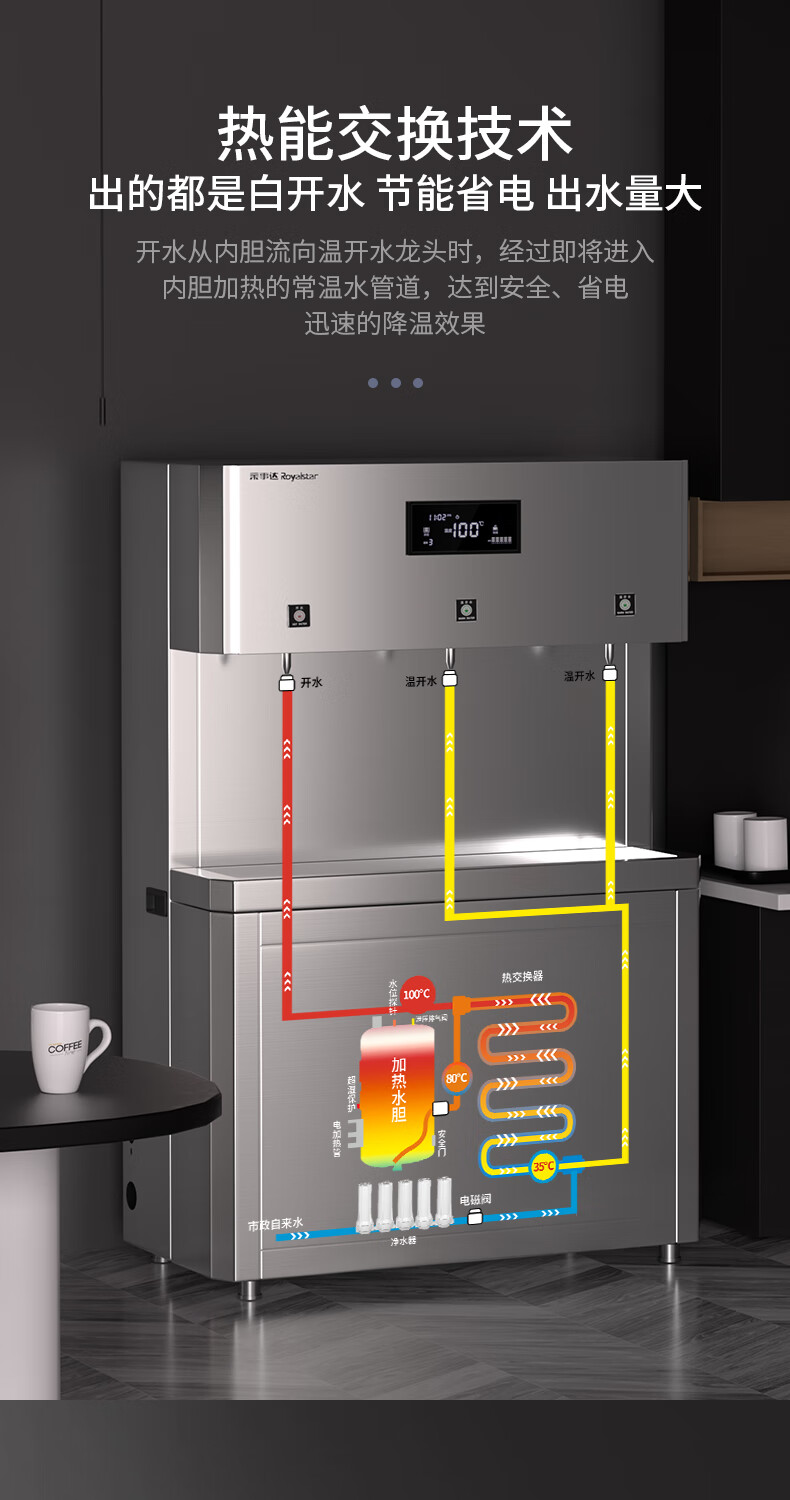 热能交换技术
出的都是白开水 节能省电 出水量大
开水从内胆流向温开水龙头时，经过即将进入
内胆加热的常温水管道，达到安全、省电
迅速的降温效果
荣事达 Royalstar
11:02
100℃
3
开水
温开水
温开水
热交换器
水位探针
100℃
加热水胆
80℃
超温保护
电加热管
安全门
35℃
电磁阀
市政自来水
净水器
COFFEE